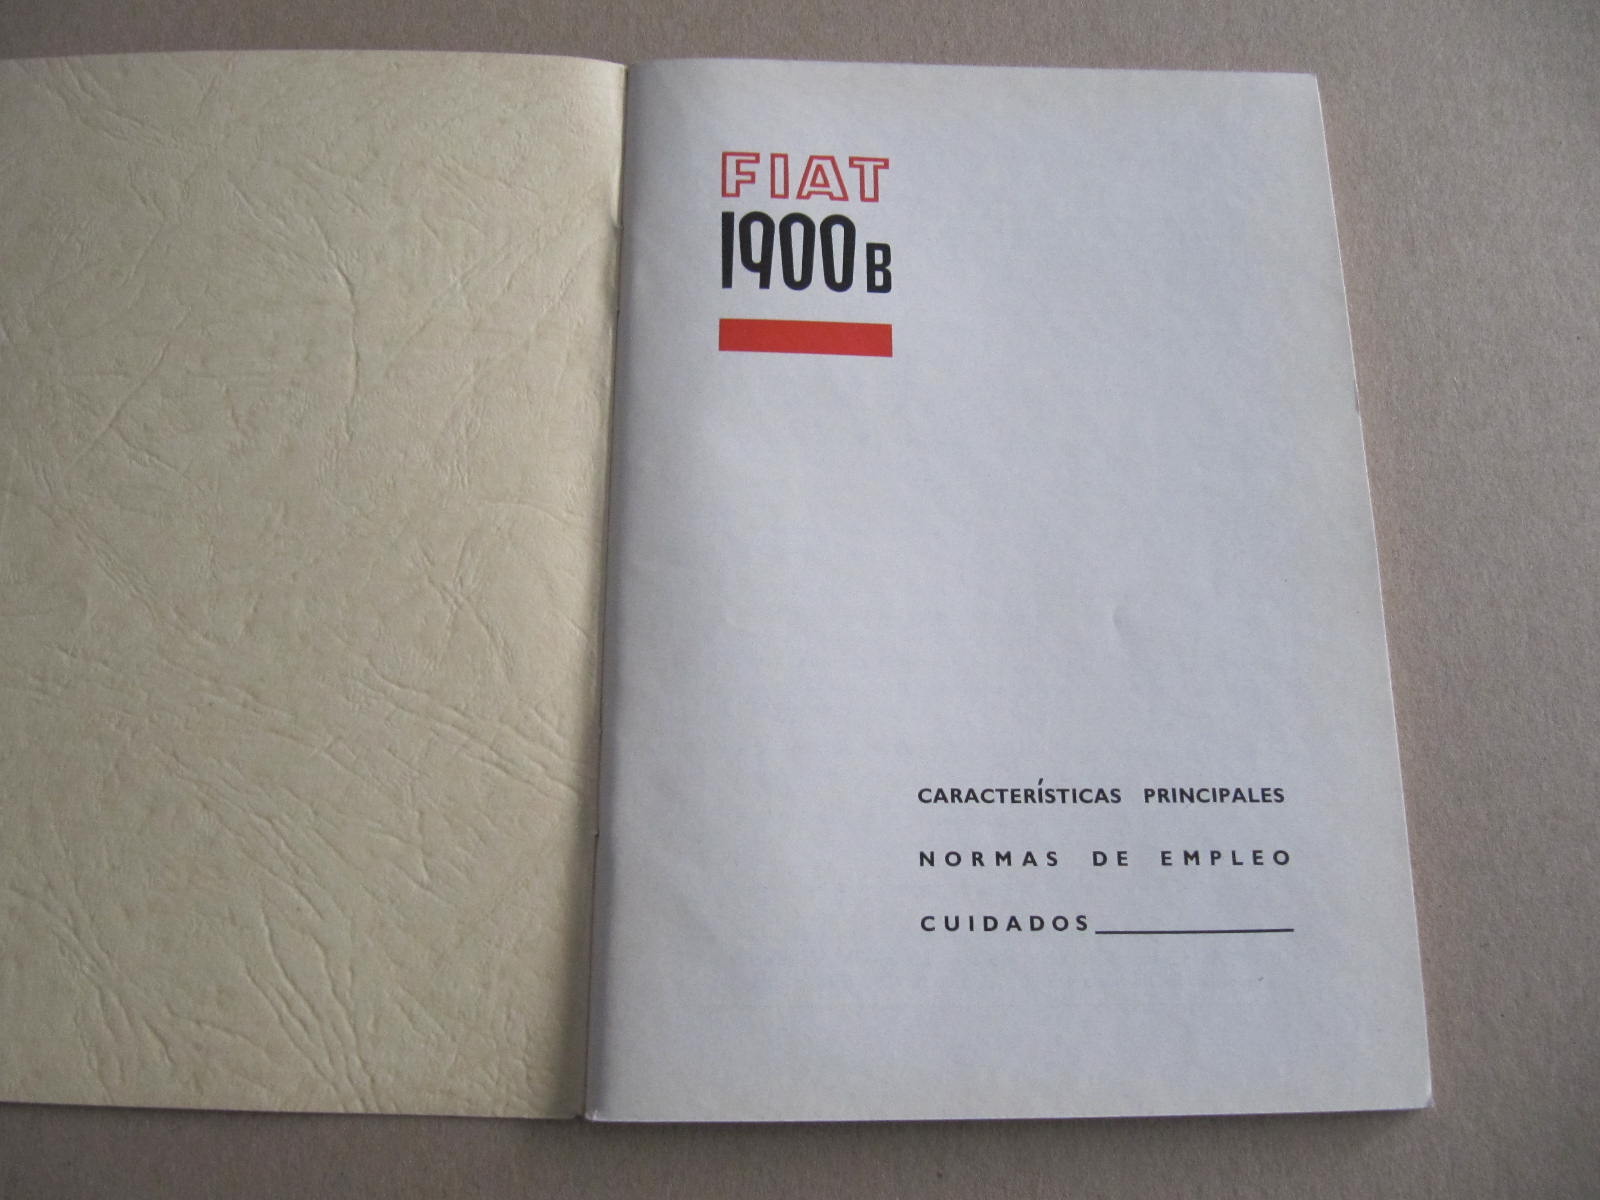 FIAT
1900 B
CARACTERÍSTICAS PRINCIPALES
NORMAS DE EMPLEO
CUIDADOS